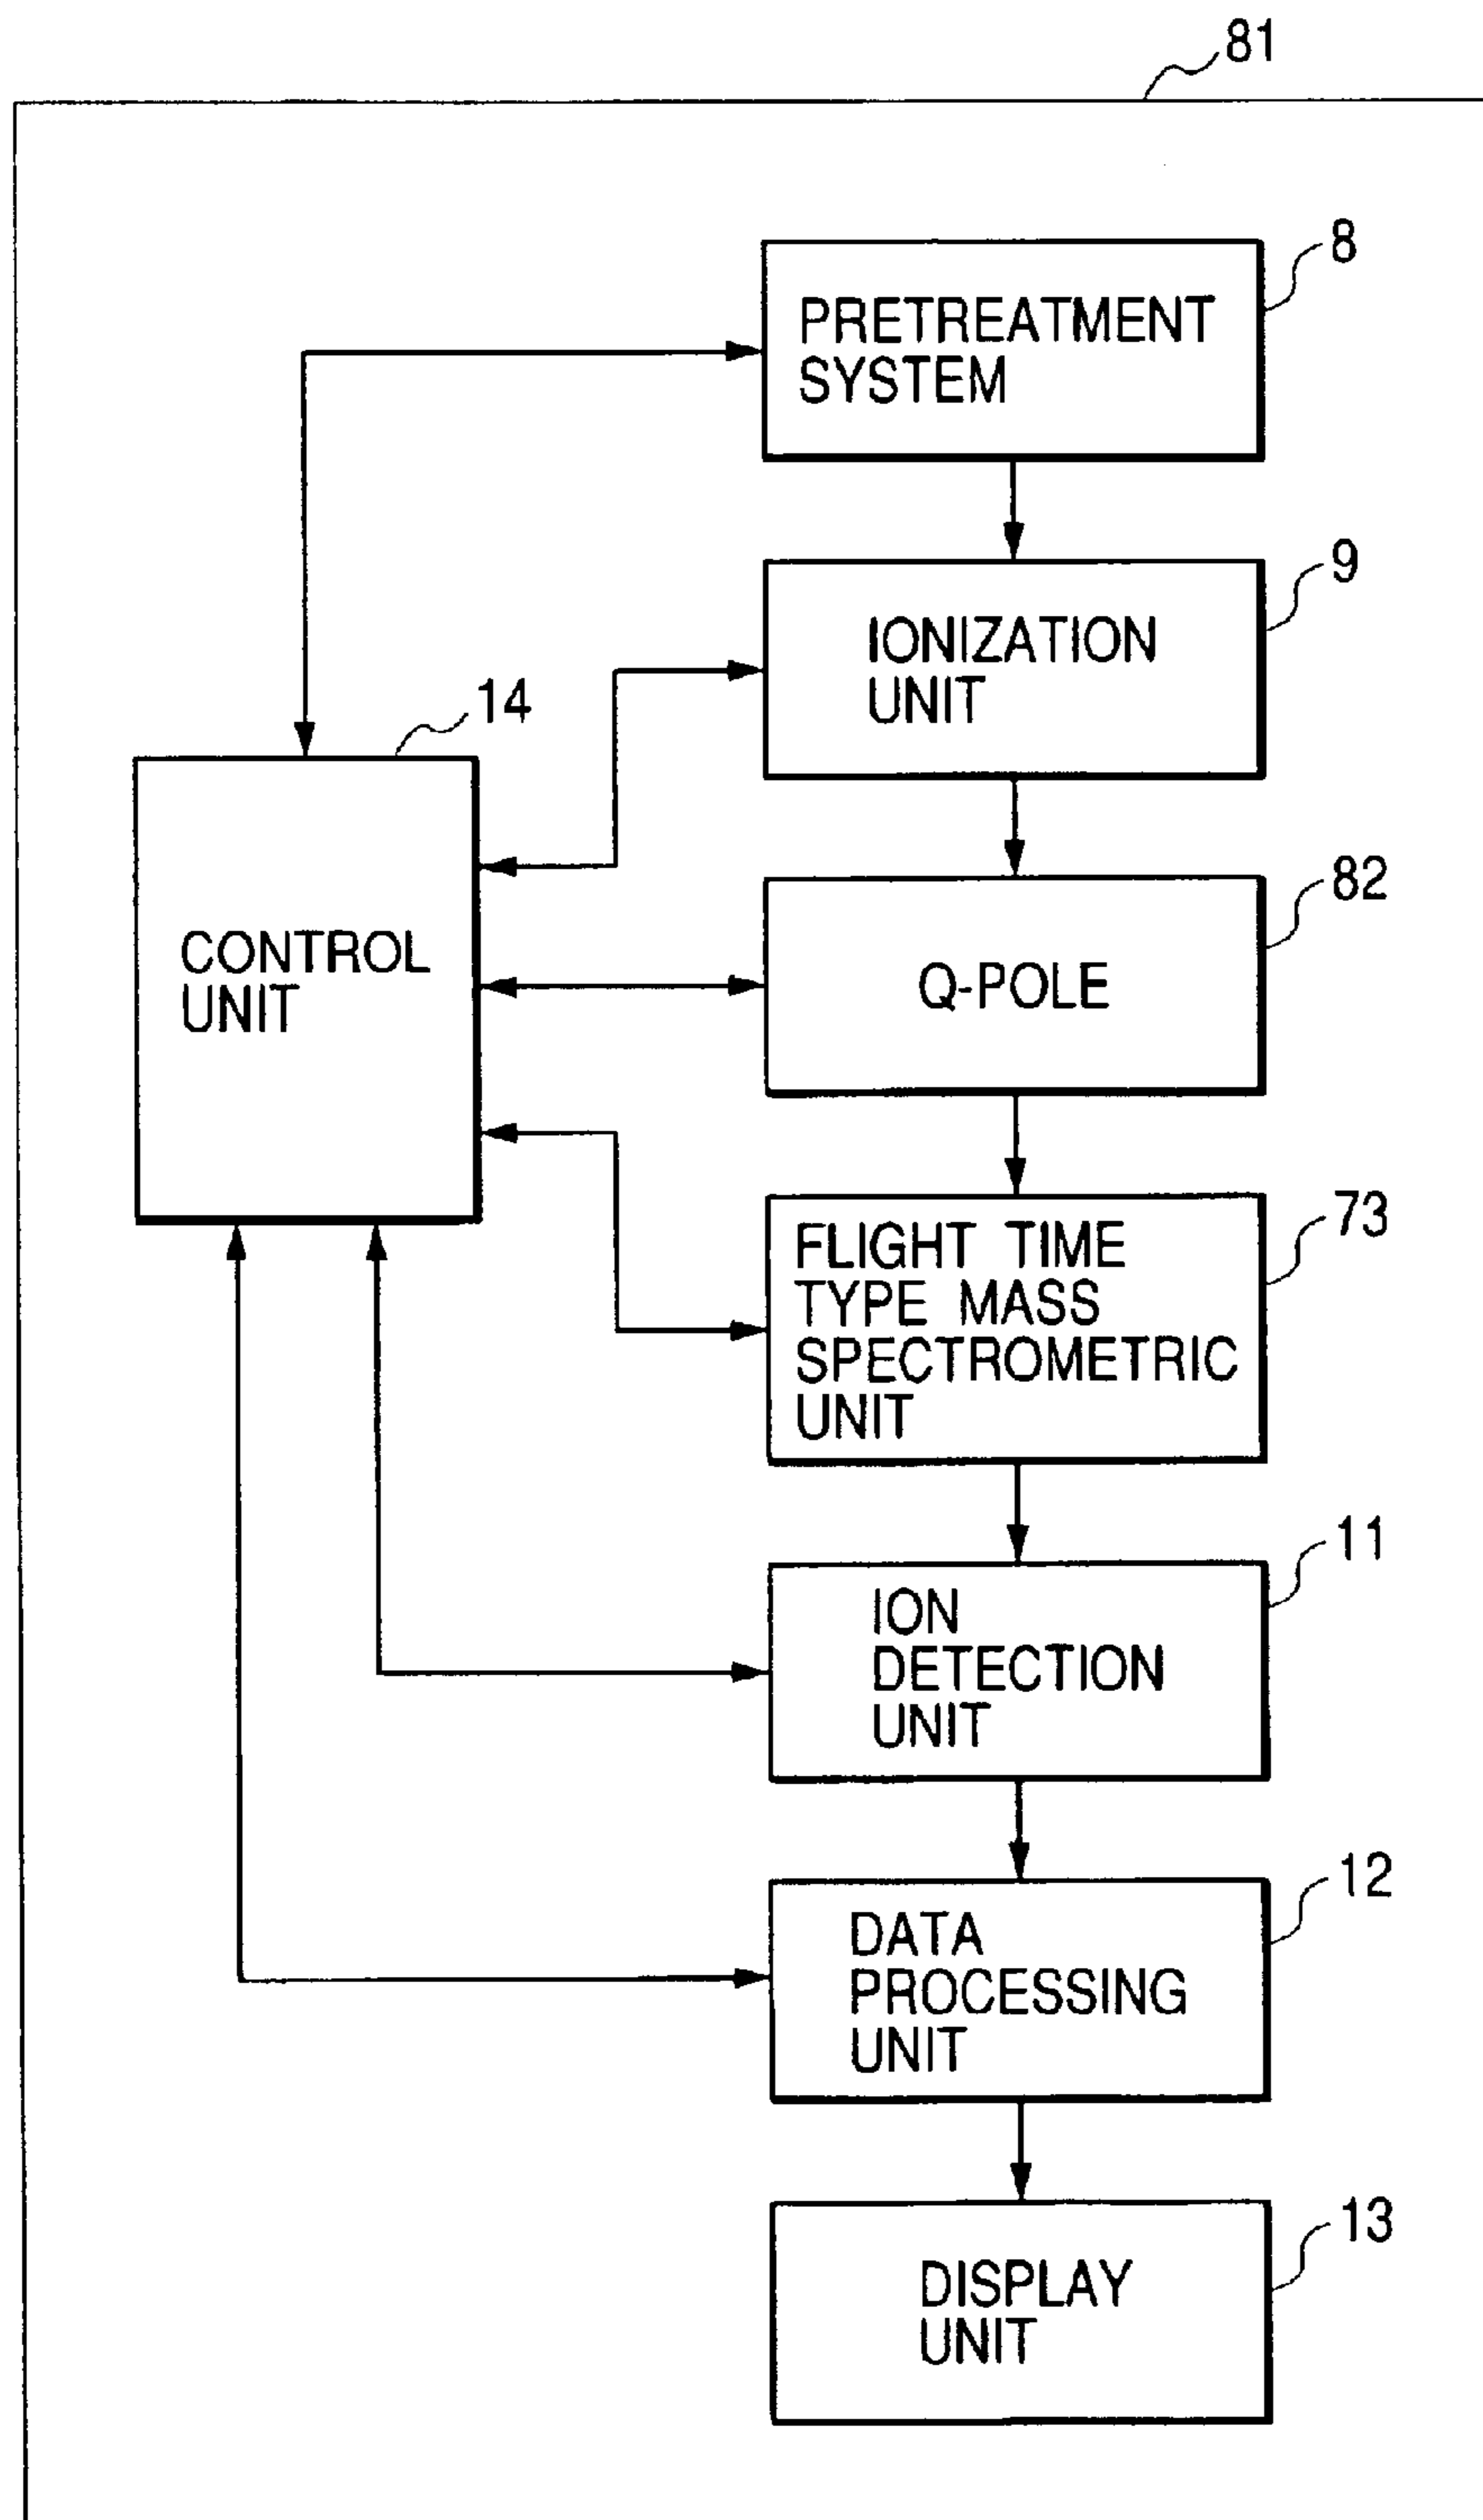 81
8
PRETREATMENT
SYSTEM
9
IONIZATION
UNIT
14
CONTROL
UNIT
82
Q-POLE
73
FLIGHT TIME
TYPE MASS
SPECTROMETRIC
UNIT
11
ION
DETECTION
UNIT
12
DATA
PROCESSING
UNIT
13
DISPLAY
UNIT